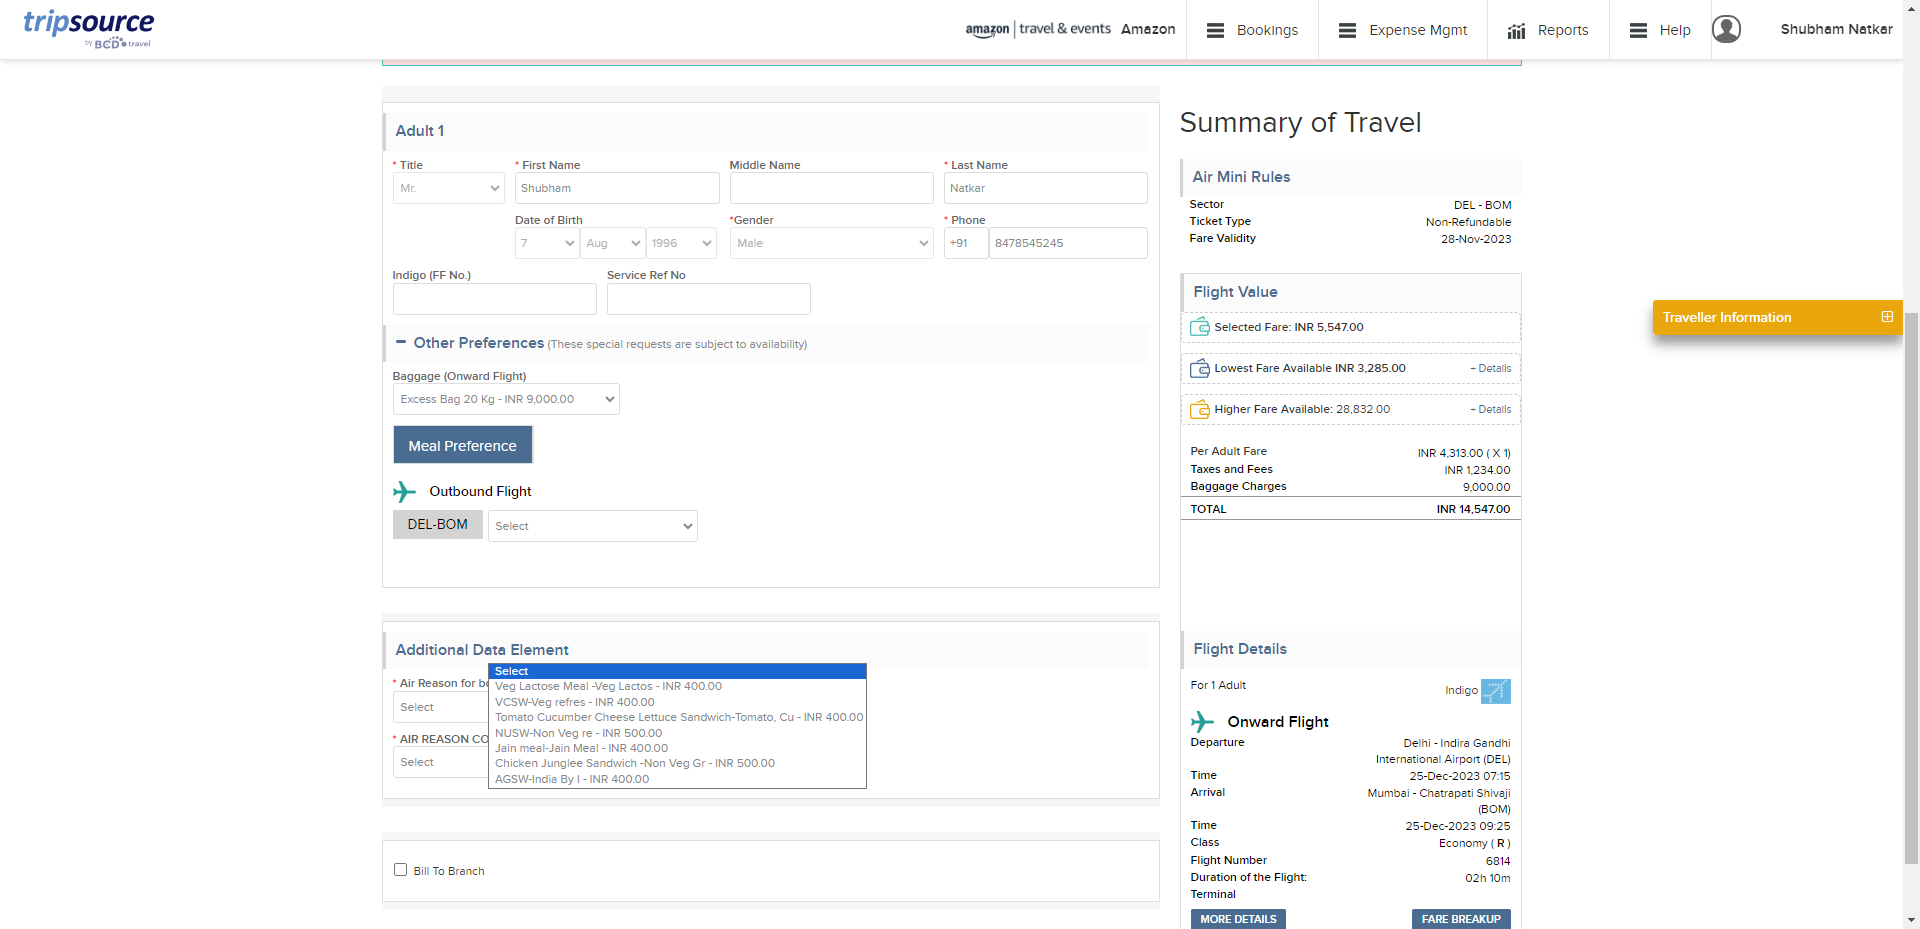 tripsource
by BCD travel
amazon | travel & events Amazon
Bookings
Expense Mgmt
Reports
Help
Shubham Natkar
Adult 1
* Title
* First Name
Middle Name
* Last Name
Mr.
Shubham
Natkar
Date of Birth
*Gender
* Phone
7
Aug
1996
Male
+91
8478545245
Indigo (FF No.)
Service Ref No
Other Preferences (These special requests are subject to availability)
Baggage (Onward Flight)
Excess Bag 20 Kg - INR 9,000.00
Meal Preference
Outbound Flight
DEL-BOM
Select
Additional Data Element
* Air Reason for bo
Select
* AIR REASON CO
Select
Select
Veg Lactose Meal -Veg Lactos - INR 400.00
VCSW-Veg refres - INR 400.00
Tomato Cucumber Cheese Lettuce Sandwich-Tomato, Cu - INR 400.00
NUSW-Non Veg re - INR 500.00
Jain meal-Jain Meal - INR 400.00
Chicken Junglee Sandwich -Non Veg Gr - INR 500.00
AGSW-India By I - INR 400.00
Bill To Branch
Summary of Travel
Air Mini Rules
Sector DEL - BOM
Ticket Type Non-Refundable
Fare Validity 28-Nov-2023
Flight Value
Selected Fare: INR 5,547.00
Lowest Fare Available INR 3,285.00 + Details
Higher Fare Available: 28,832.00 + Details
Per Adult Fare INR 4,313.00 ( X 1)
Taxes and Fees INR 1,234.00
Baggage Charges 9,000.00
TOTAL INR 14,547.00
Flight Details
For 1 Adult Indigo
Onward Flight
Departure Delhi - Indira Gandhi
International Airport (DEL)
Time 25-Dec-2023 07:15
Arrival Mumbai - Chatrapati Shivaji
(BOM)
Time 25-Dec-2023 09:25
Class Economy ( R )
Flight Number 6814
Duration of the Flight: 02h 10m
Terminal
MORE DETAILS
FARE BREAKUP
Traveller Information